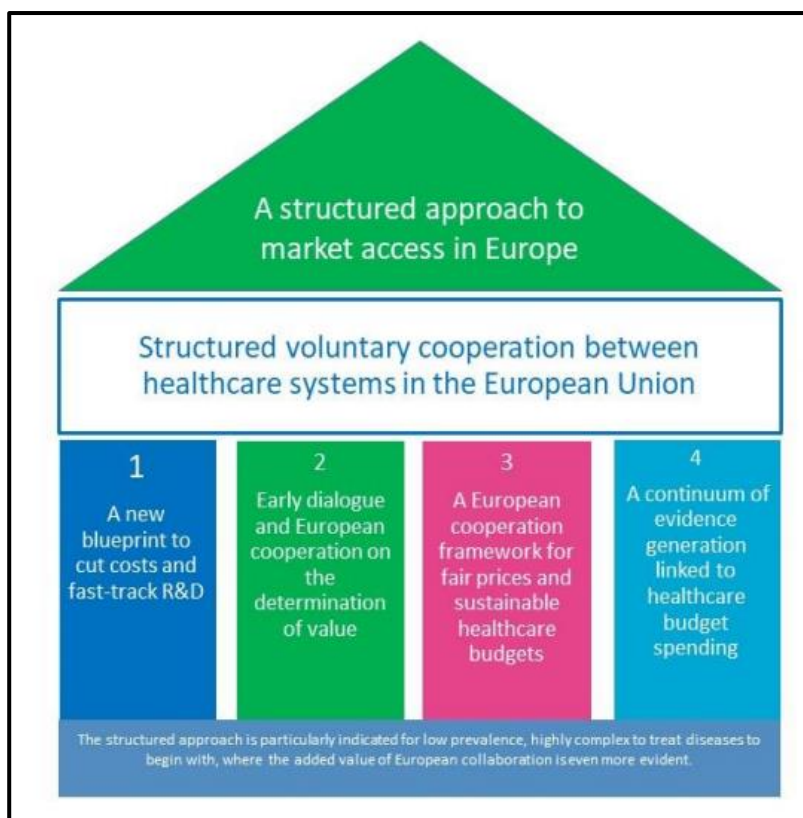 A structured approach to
market access in Europe
Structured voluntary cooperation between
healthcare systems in the European Union
1
A new
blueprint to
cut costs and
fast-track R&D
2
Early dialogue
and European
cooperation on
the
determination
of value
3
A European
cooperation
framework for
fair prices and
sustainable
healthcare
budgets
4
A continuum of
evidence
generation
linked to
healthcare
budget
spending
The structured approach is particularly indicated for low prevalence, highly complex to treat diseases to
begin with, where the added value of European collaboration is even more evident.